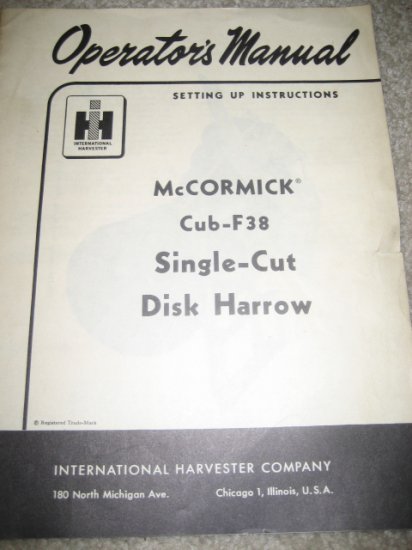 Operator's Manual
SETTING UP INSTRUCTIONS
IH
INTERNATIONAL
HARVESTER
McCORMICK®
Cub-F38
Single-Cut
Disk Harrow
® Registered Trade-Mark
INTERNATIONAL HARVESTER COMPANY
180 North Michigan Ave. Chicago 1, Illinois, U.S.A.